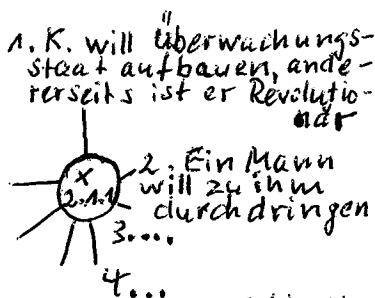 1. K. will Überwachungs-
staat aufbauen, ande-
rerseits ist er Revolutio-
när
x
2.1.1
2. Ein Mann
will zu ihm
durchdringen
3....
4...